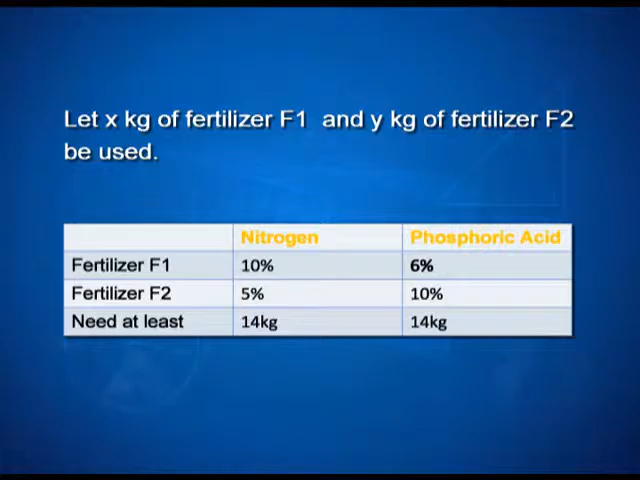 Let x kg of fertilizer F1 and y kg of fertilizer F2
be used.
Nitrogen Phosphoric Acid
Fertilizer F1 10% 6%
Fertilizer F2 5% 10%
Need at least 14kg 14kg